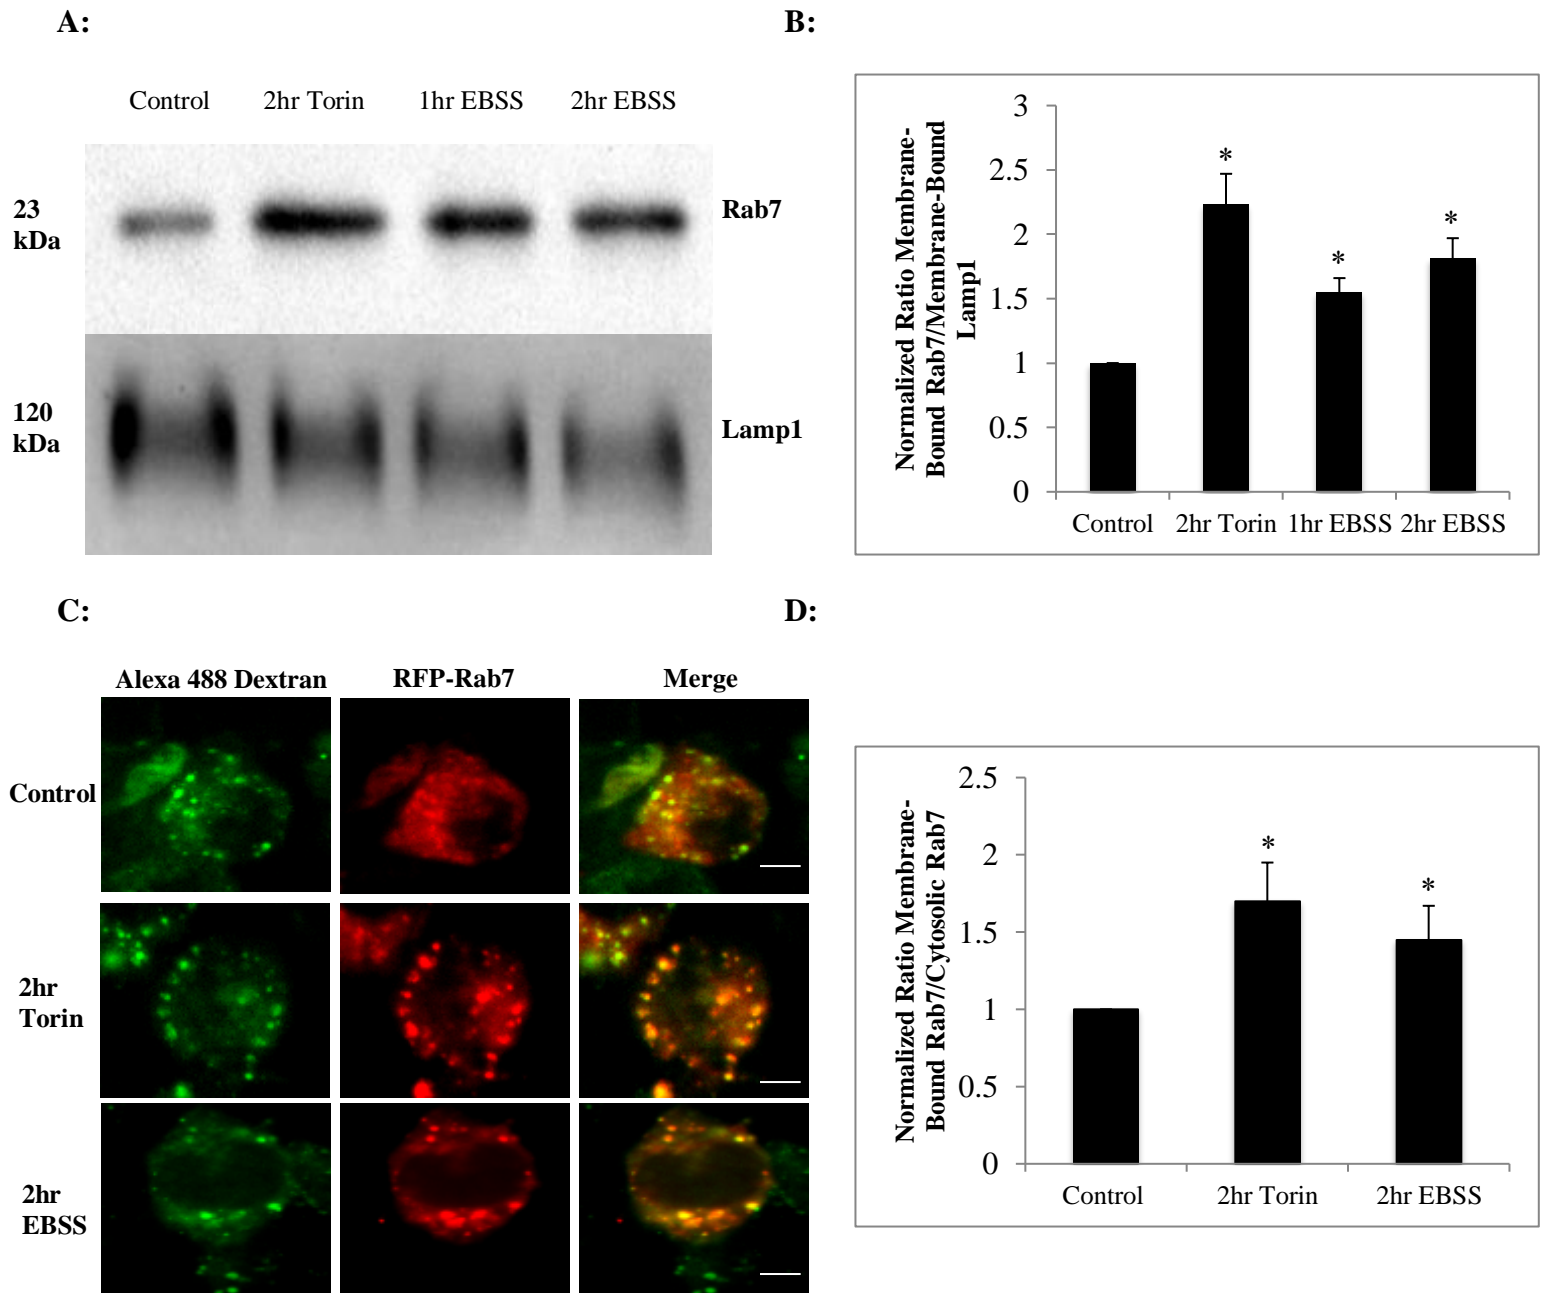 A:
Control 2hr Torin 1hr EBSS 2hr EBSS
23
kDa
Rab7
120
kDa
Lamp1
B:
Normalized Ratio Membrane-
Bound Rab7/Membrane-Bound
Lamp1
3
2.5
2
1.5
1
0.5
0
*
*
*
Control 2hr Torin 1hr EBSS 2hr EBSS
C:
Alexa 488 Dextran RFP-Rab7 Merge
Control
2hr
Torin
2hr
EBSS
D:
Normalized Ratio Membrane-
Bound Rab7/Cytosolic Rab7
2.5
2
1.5
1
0.5
0
*
*
Control 2hr Torin 2hr EBSS